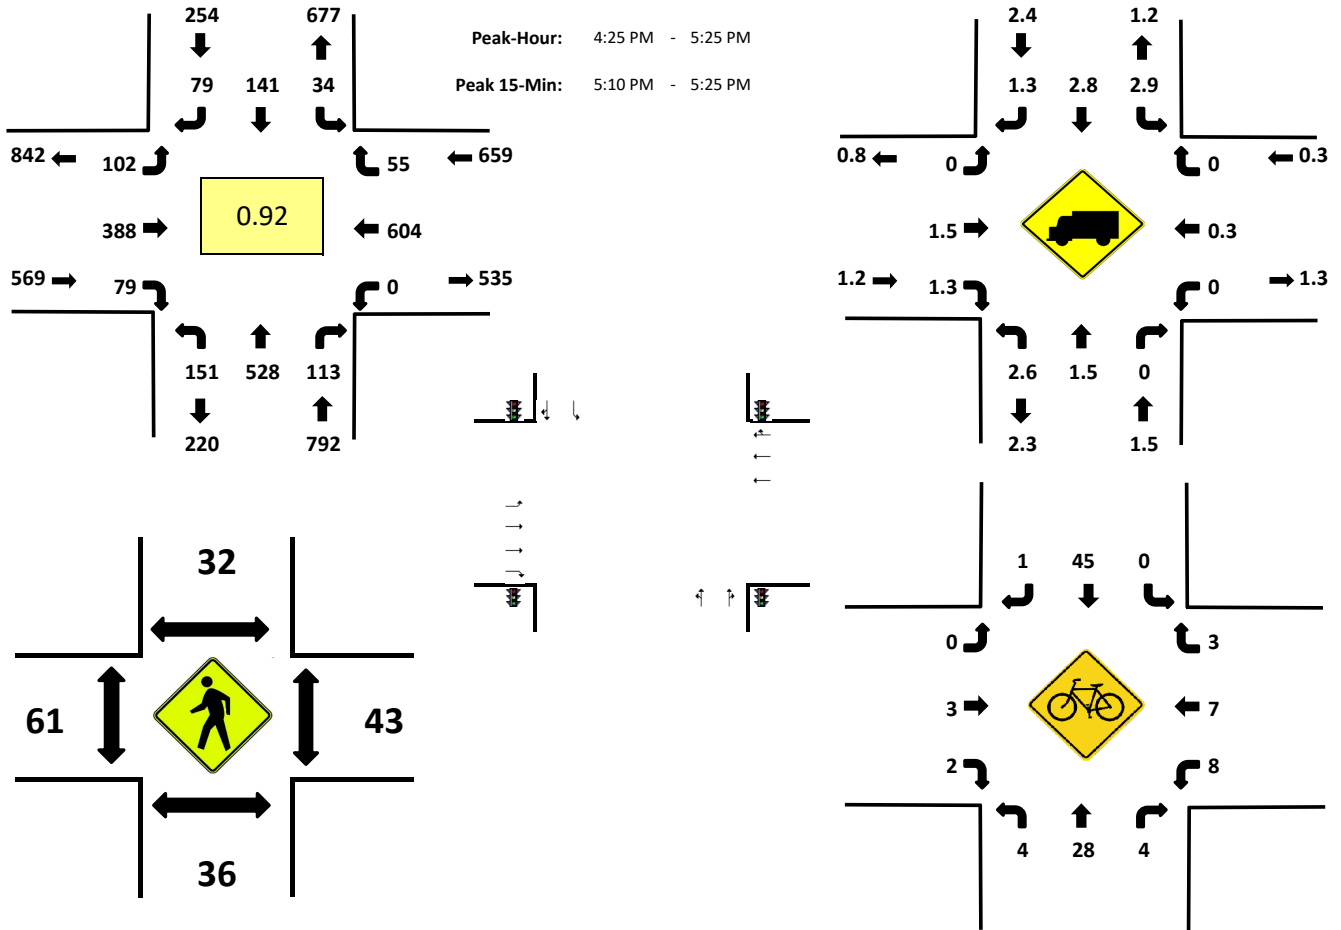 254 677
Peak-Hour: 4:25 PM - 5:25 PM
2.4 1.2
79 141 34
Peak 15-Min: 5:10 PM - 5:25 PM
1.3 2.8 2.9
842 102 55 659
0.8 0 0 0.3
0.92
388 604
1.5 0.3
569 79 0 535
1.2 1.3 0 1.3
151 528 113
2.6 1.5 0
220 792
2.3 1.5
32
1 45 0
0 3
61 43
3 7
2 8
36
4 28 4